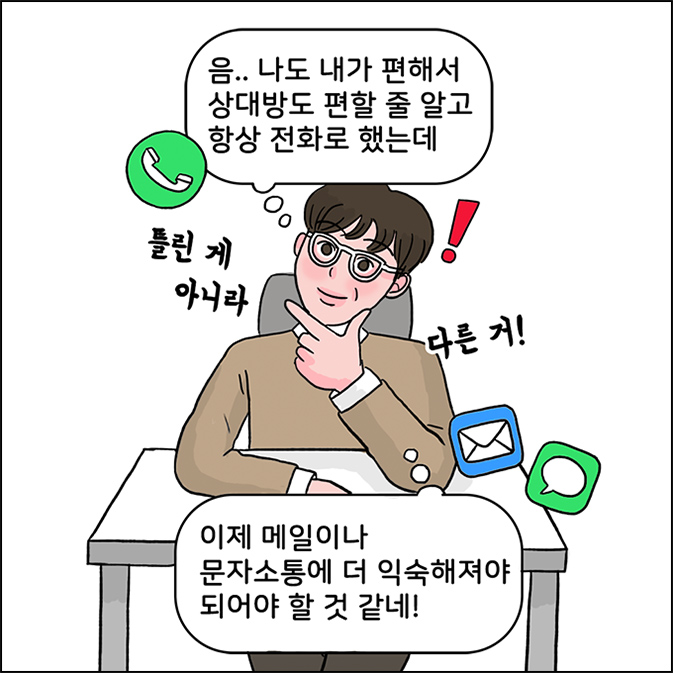 음.. 나도 내가 편해서
상대방도 편할 줄 알고
항상 전화로 했는데
틀린 게
아니라
다른 거!
이제 메일이나
문자소통에 더 익숙해져야
되어야 할 것 같네!